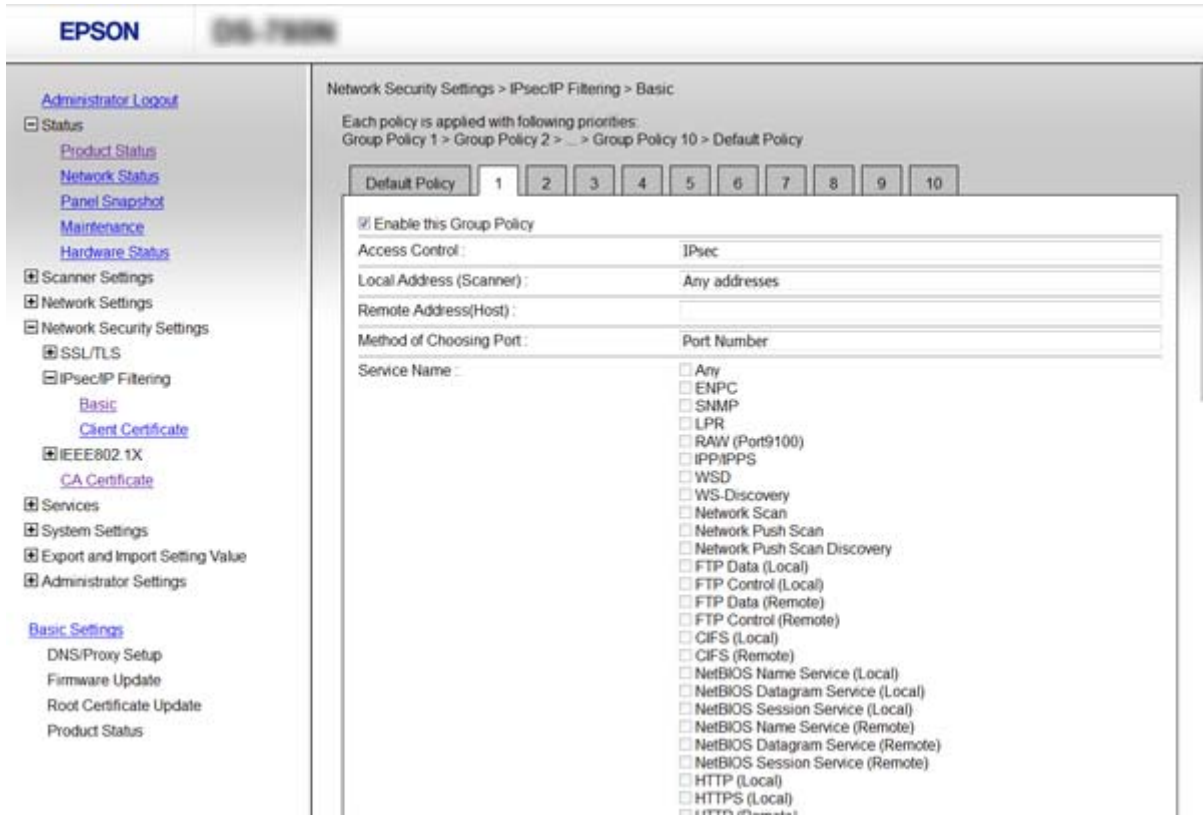 EPSON
Administrator Logout
Status
Product Status
Network Status
Panel Snapshot
Maintenance
Hardware Status
Scanner Settings
Network Settings
Network Security Settings
SSL/TLS
IPsec/IP Filtering
Basic
Client Certificate
IEEE802.1X
CA Certificate
Services
System Settings
Export and Import Setting Value
Administrator Settings
Basic Settings
DNS/Proxy Setup
Firmware Update
Root Certificate Update
Product Status
Network Security Settings > IPsec/IP Filtering > Basic
Each policy is applied with following priorities:
Group Policy 1 > Group Policy 2 > ... > Group Policy 10 > Default Policy
Default Policy 1 2 3 4 5 6 7 8 9 10
Enable this Group Policy
Access Control : IPsec
Local Address (Scanner) : Any addresses
Remote Address(Host) :
Method of Choosing Port : Port Number
Service Name :
Any
ENPC
SNMP
LPR
RAW (Port9100)
IPP/IPPS
WSD
WS-Discovery
Network Scan
Network Push Scan
Network Push Scan Discovery
FTP Data (Local)
FTP Control (Local)
FTP Data (Remote)
FTP Control (Remote)
CIFS (Local)
CIFS (Remote)
NetBIOS Name Service (Local)
NetBIOS Datagram Service (Local)
NetBIOS Session Service (Local)
NetBIOS Name Service (Remote)
NetBIOS Datagram Service (Remote)
NetBIOS Session Service (Remote)
HTTP (Local)
HTTPS (Local)
HTTP (Remote)